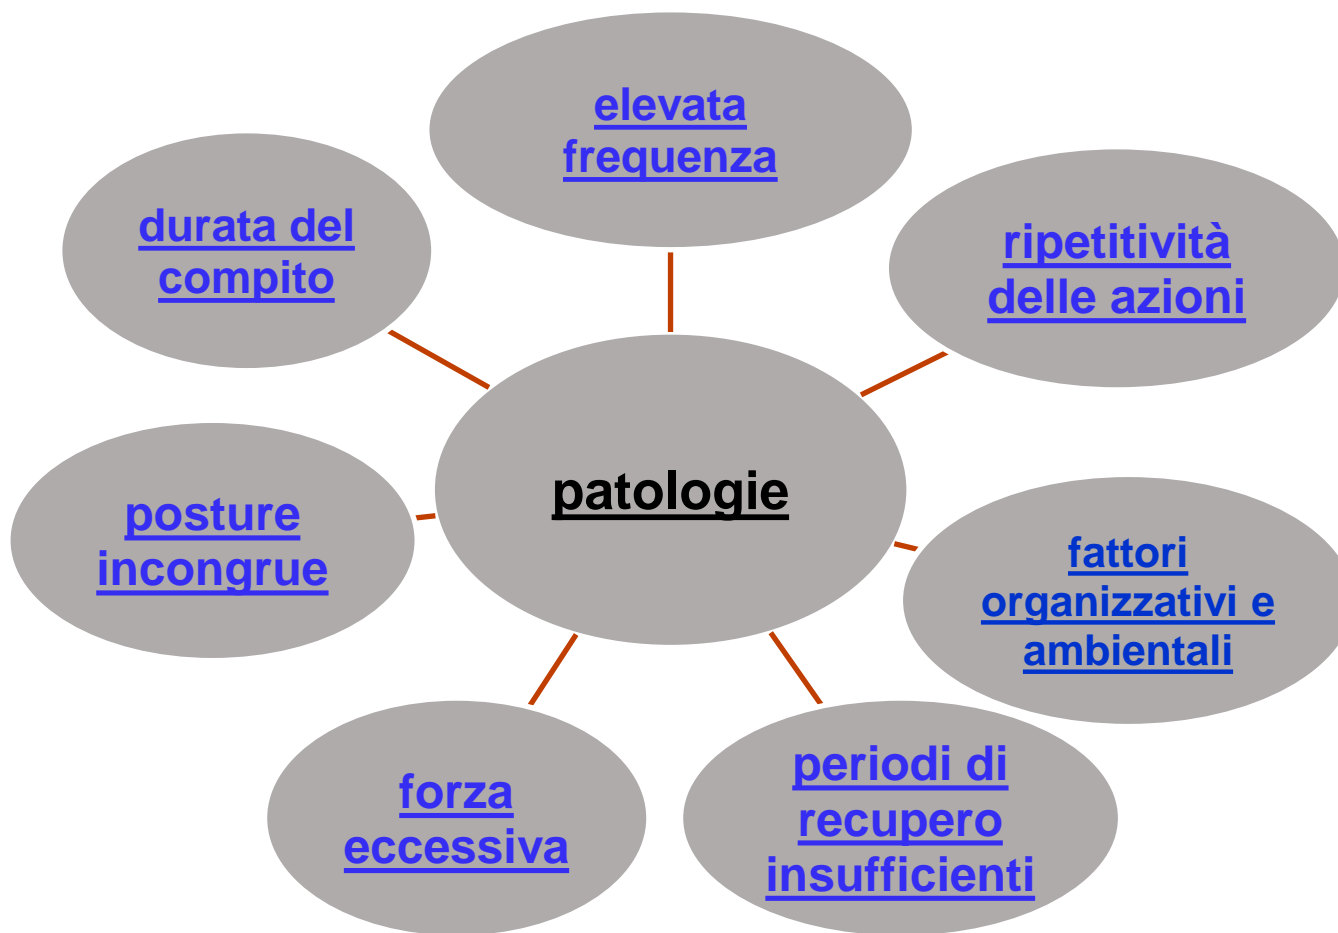 elevata
frequenza
durata del
compito
ripetitività
delle azioni
patologie
posture
incongrue
fattori
organizzativi e
ambientali
forza
eccessiva
periodi di
recupero
insufficienti